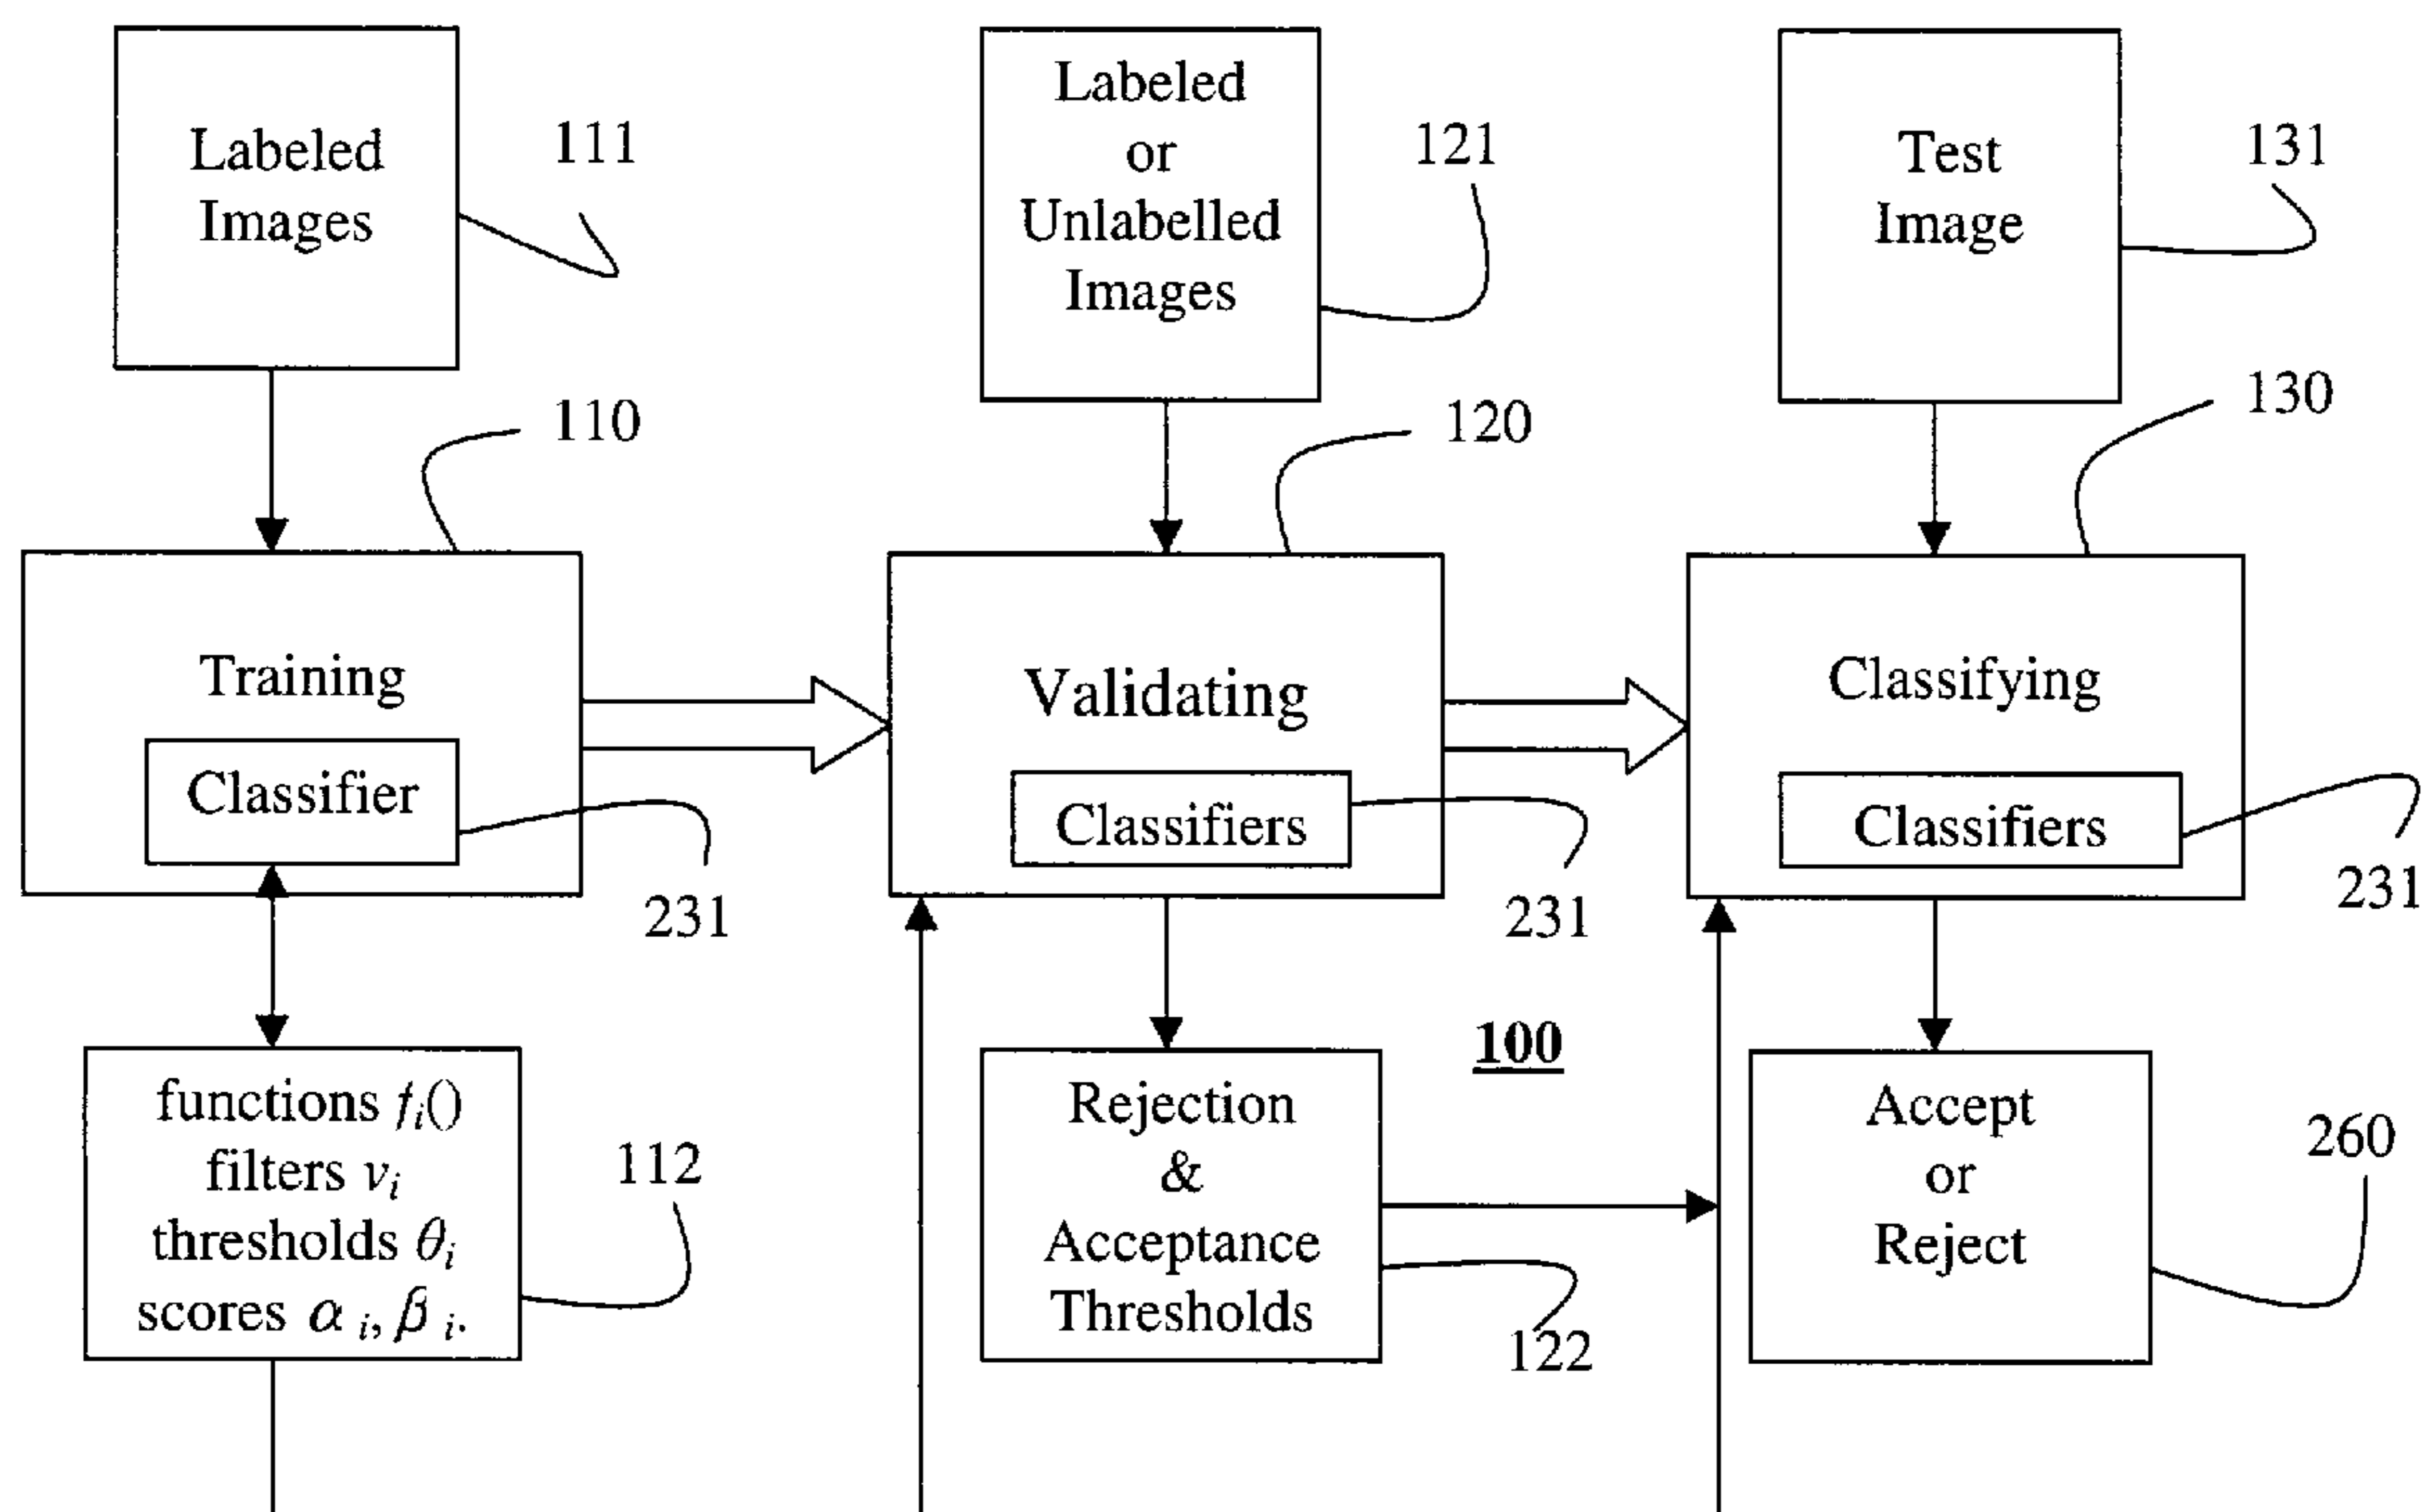 Labeled
Images
111
Labeled
or
Unlabelled
Images
121
Test
Image
131
110
120
130
Training
Classifier
231
Validating
Classifiers
231
Classifying
Classifiers
231
functions fi()
filters vi
thresholds θi
scores α i, β i.
112
100
Rejection
&
Acceptance
Thresholds
122
Accept
or
Reject
260